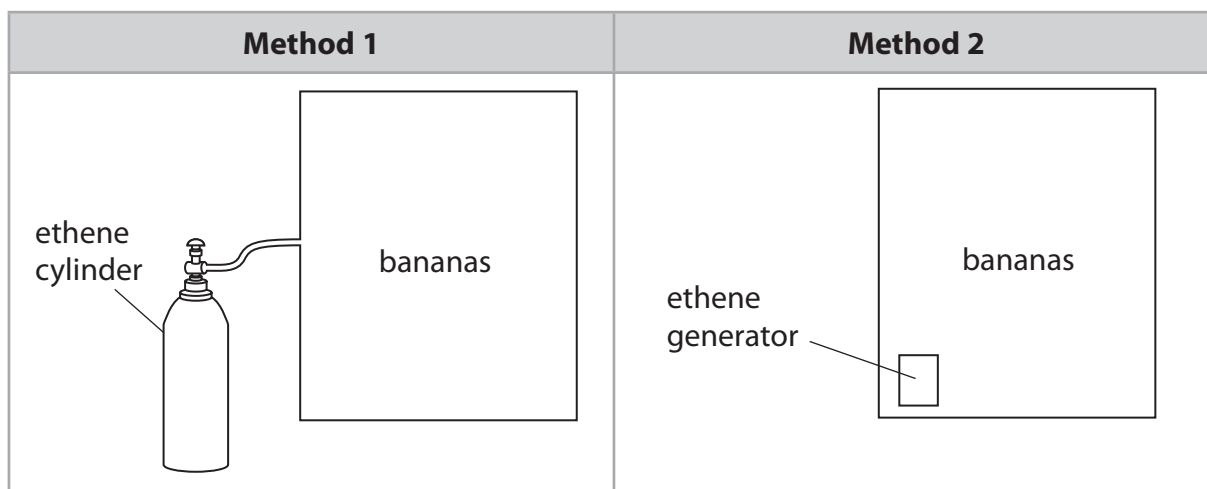 Method 1
Method 2
ethene
cylinder
bananas
ethene
generator
bananas